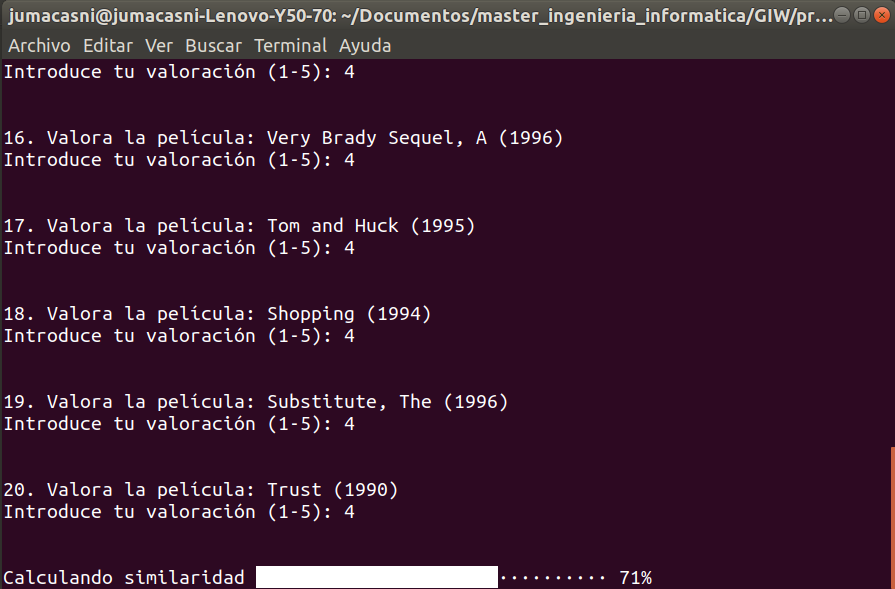 jumacasni@jumacasni-Lenovo-Y50-70: ~/Documentos/master_ingenieria_informatica/GIW/pr...
Archivo Editar Ver Buscar Terminal Ayuda
Introduce tu valoración (1-5): 4
16. Valora la película: Very Brady Sequel, A (1996)
Introduce tu valoración (1-5): 4
17. Valora la película: Tom and Huck (1995)
Introduce tu valoración (1-5): 4
18. Valora la película: Shopping (1994)
Introduce tu valoración (1-5): 4
19. Valora la película: Substitute, The (1996)
Introduce tu valoración (1-5): 4
20. Valora la película: Trust (1990)
Introduce tu valoración (1-5): 4
Calculando similaridad ·········· 71%